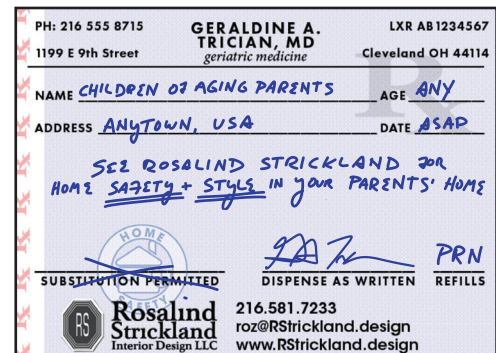 PH: 216 555 8715
GERALDINE A. TRICIAN, MD
LXR AB1234567
1199 E 9th Street
geriatric medicine
Cleveland OH 44114
Rx
NAME CHILDREN OF AGING PARENTS AGE ANY
ADDRESS ANYTOWN, USA DATE ASAP
SEE ROSALIND STRICKLAND FOR
HOME SAFETY + STYLE IN YOUR PARENTS' HOME
HOME
SAFETY
PRN
SUBSTITUTION PERMITTED DISPENSE AS WRITTEN REFILLS
RS
Rosalind
Strickland
Interior Design LLC
216.581.7233
roz@RStrickland.design
www.RStrickland.design